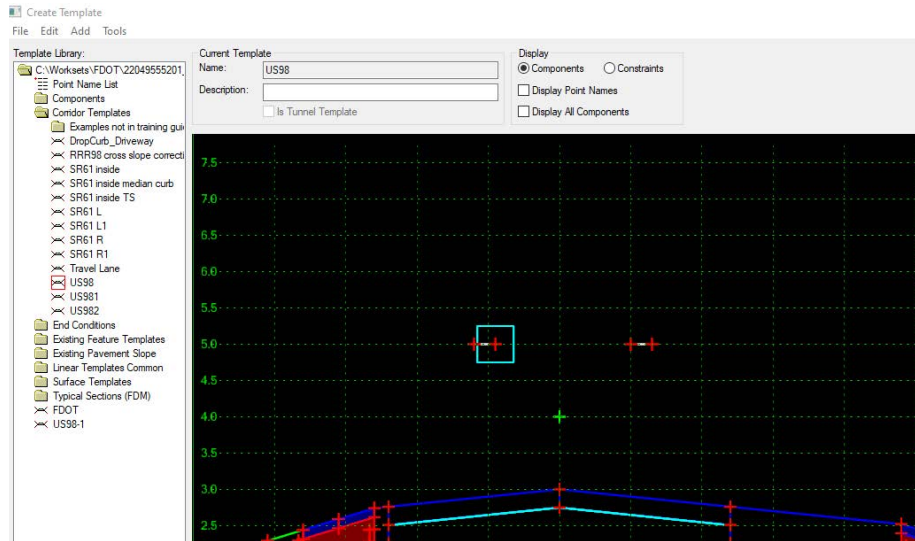 Create Template
File Edit Add Tools
Template Library:
C:\Worksets\FDOT\22049555201_
Point Name List
Components
Corridor Templates
Examples not in training gui
DropCurb_Driveway
RRR98 cross slope correcti
SR61 inside
SR61 inside median curb
SR61 inside TS
SR61 L
SR61 L1
SR61 R
SR61 R1
Travel Lane
US98
US981
US982
End Conditions
Existing Feature Templates
Existing Pavement Slope
Linear Templates Common
Surface Templates
Typical Sections (FDM)
FDOT
US98-1
Current Template
Name: US98
Description:
Is Tunnel Template
Display
Components Constraints
Display Point Names
Display All Components
7.5
7.0
6.5
6.0
5.5
5.0
4.5
4.0
3.5
3.0
2.5